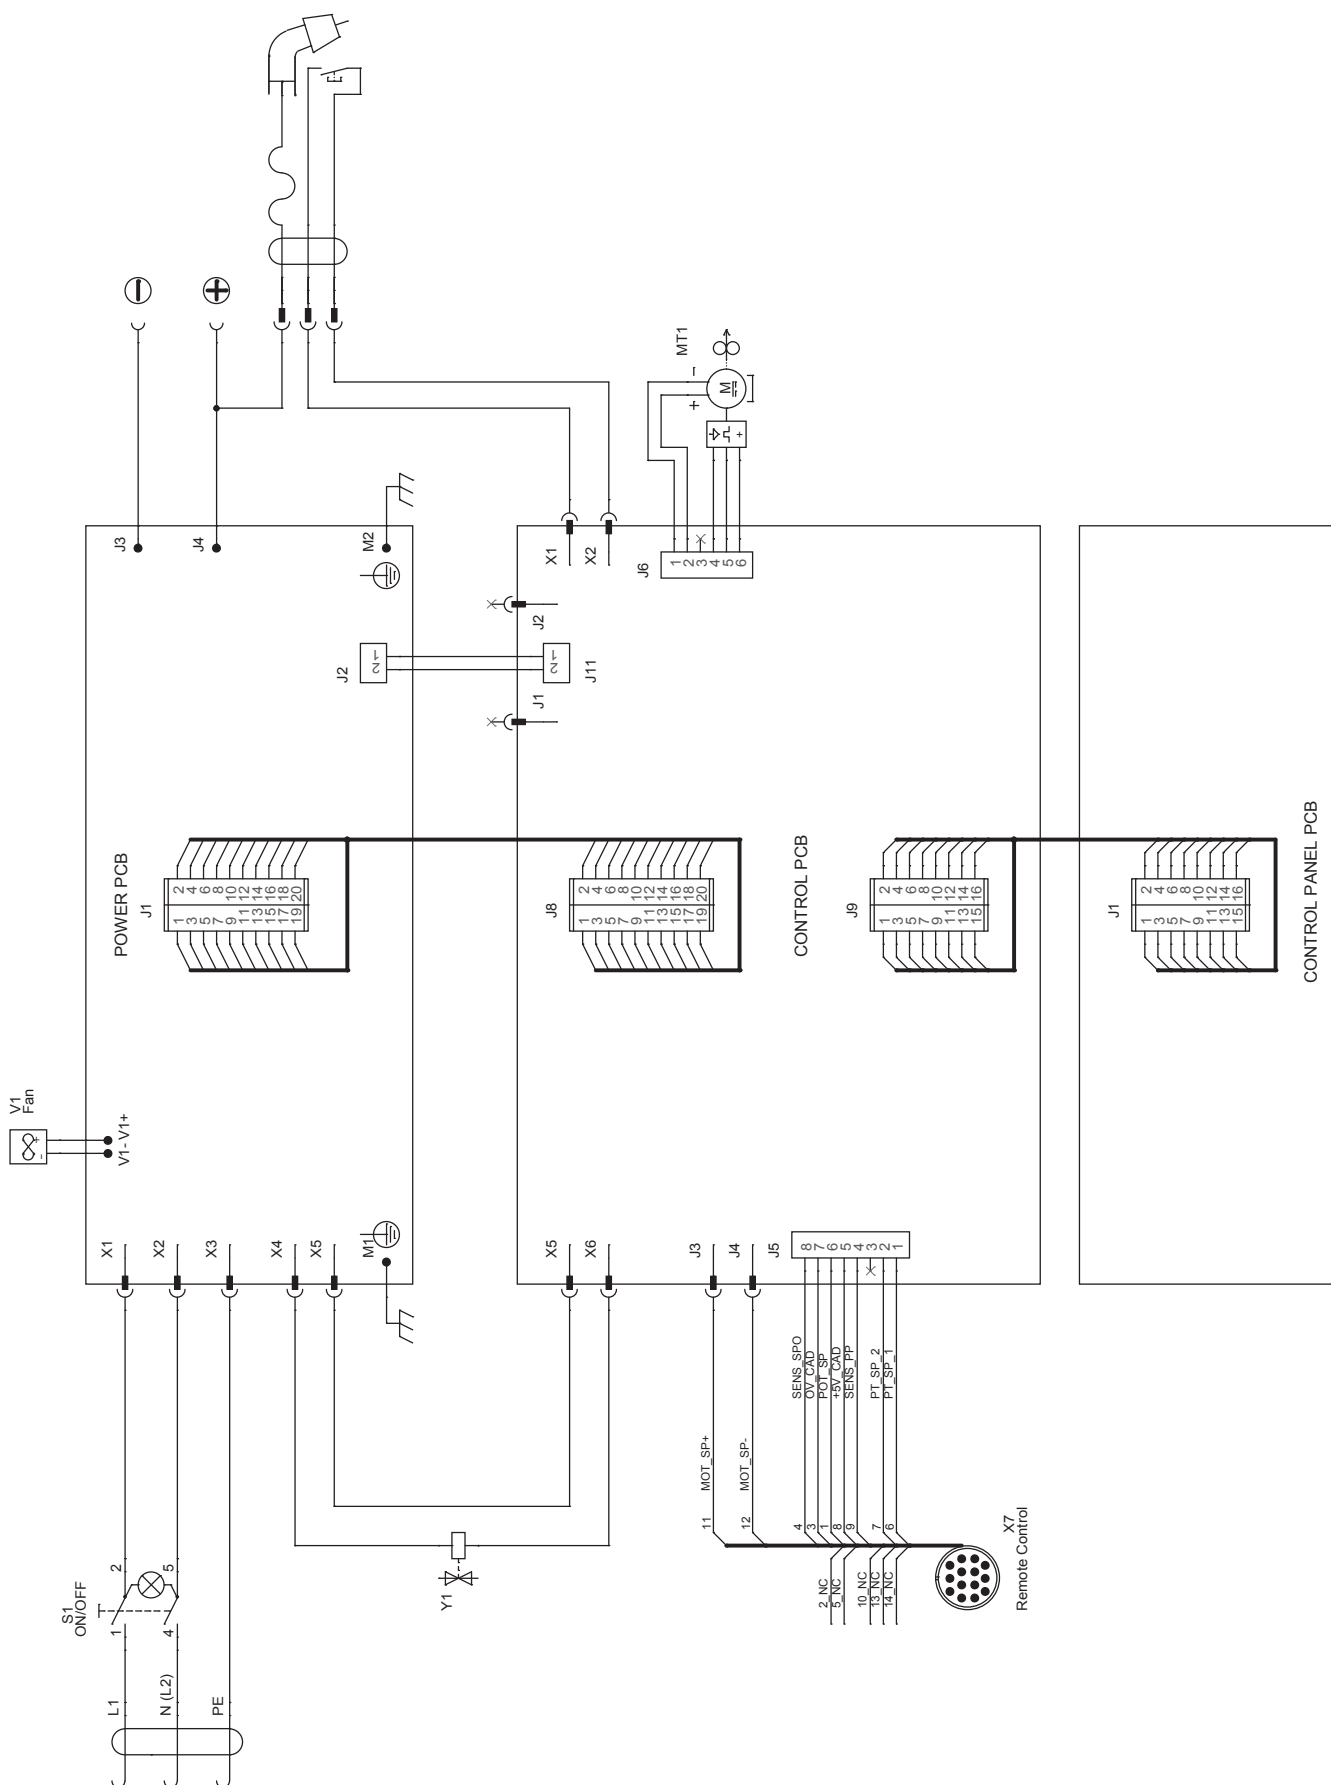 MT1
M
+
-
J3
J4
M2
X1
X2
J6
1
2
3
4
5
6
J2
2 1
J2
2 1
J11
J1
POWER PCB
J1
2 4 6 8 10 12 14 16 18 20
1 3 5 7 9 11 13 15 17 19
J8
2 4 6 8 10 12 14 16 18 20
1 3 5 7 9 11 13 15 17 19
CONTROL PCB
J9
2 4 6 8 10 12 14 16
1 3 5 7 9 11 13 15
J1
2 4 6 8 10 12 14 16
1 3 5 7 9 11 13 15
CONTROL PANEL PCB
V1
Fan
- +
V1- V1+
X1
X2
X3
X4
X5
M1
X5
X6
J3
J4
J5
8
7
6
5
4
3
2
1
MOT_SP+
MOT_SP-
SENS_SPO
OV_CAD
POT_SP
+5V_CAD
SENS_PP
PT_SP_2
PT_SP_1
11
12
4
3
1
8
9
7
6
2_NC
5_NC
10_NC
13_NC
14_NC
X7
Remote Control
Y1
S1
ON/OFF
2
5
1
4
L1
N (L2)
PE